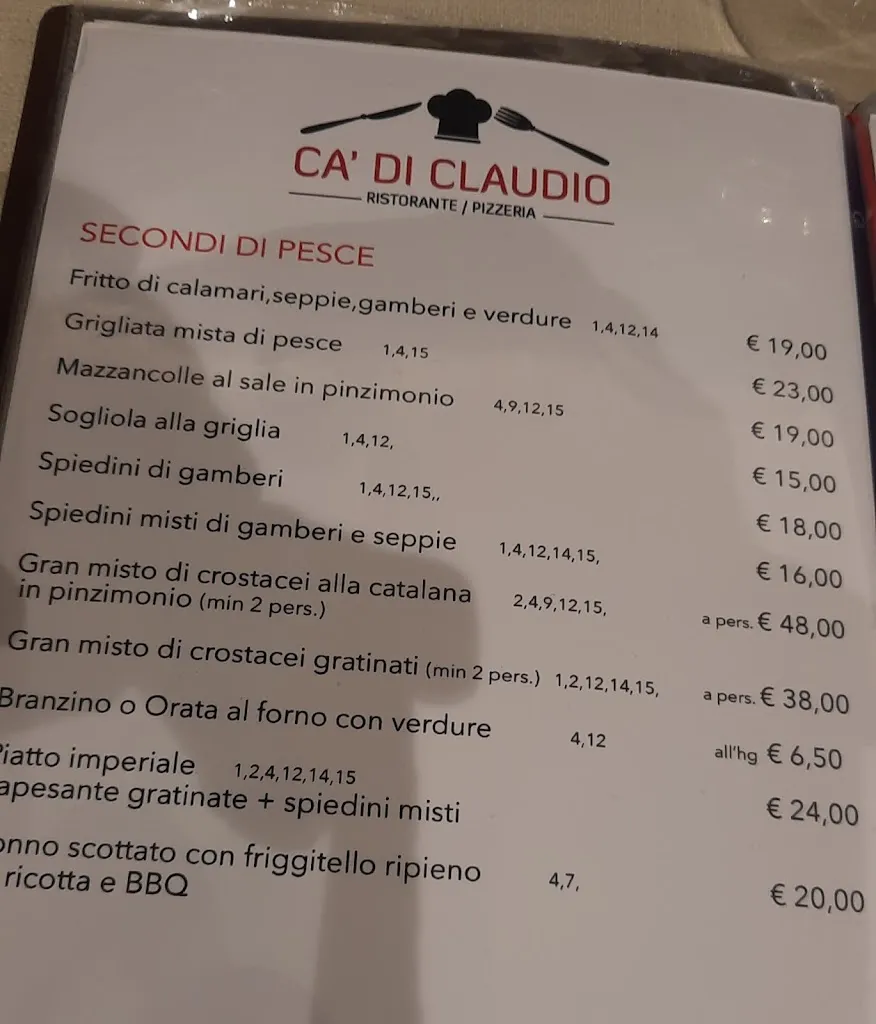 CA' DI CLAUDIO
RISTORANTE / PIZZERIA
SECONDI DI PESCE
Fritto di calamari,seppie,gamberi e verdure 1,4,12,14 € 19,00
Grigliata mista di pesce 1,4,15 € 23,00
Mazzancolle al sale in pinzimonio 4,9,12,15 € 19,00
Sogliola alla griglia 1,4,12, € 15,00
Spiedini di gamberi 1,4,12,15,, € 18,00
Spiedini misti di gamberi e seppie 1,4,12,14,15, € 16,00
Gran misto di crostacei alla catalana 2,4,9,12,15, a pers. € 48,00
in pinzimonio (min 2 pers.)
Gran misto di crostacei gratinati (min 2 pers.) 1,2,12,14,15, a pers. € 38,00
Branzino o Orata al forno con verdure 4,12 all'hg € 6,50
Piatto imperiale 1,2,4,12,14,15
apesante gratinate + spiedini misti € 24,00
onno scottato con friggitello ripieno 4,7, € 20,00
ricotta e BBQ